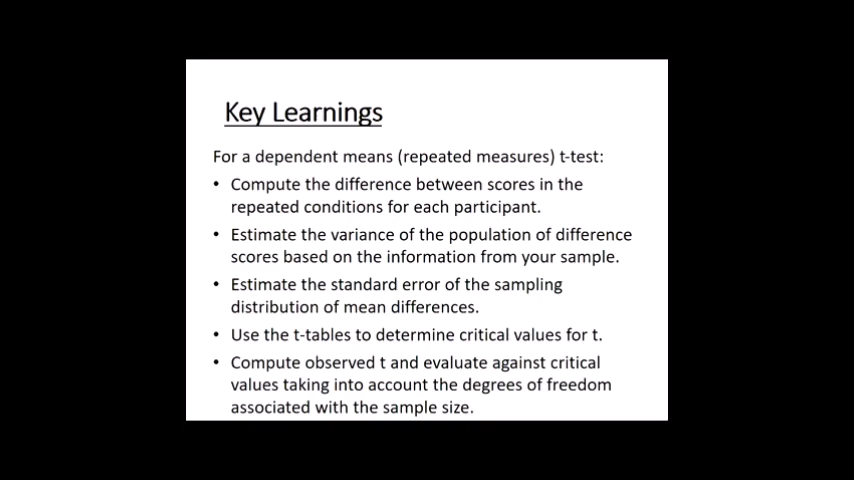 Key Learnings
For a dependent means (repeated measures) t-test:
• Compute the difference between scores in the
repeated conditions for each participant.
• Estimate the variance of the population of difference
scores based on the information from your sample.
• Estimate the standard error of the sampling
distribution of mean differences.
• Use the t-tables to determine critical values for t.
• Compute observed t and evaluate against critical
values taking into account the degrees of freedom
associated with the sample size.